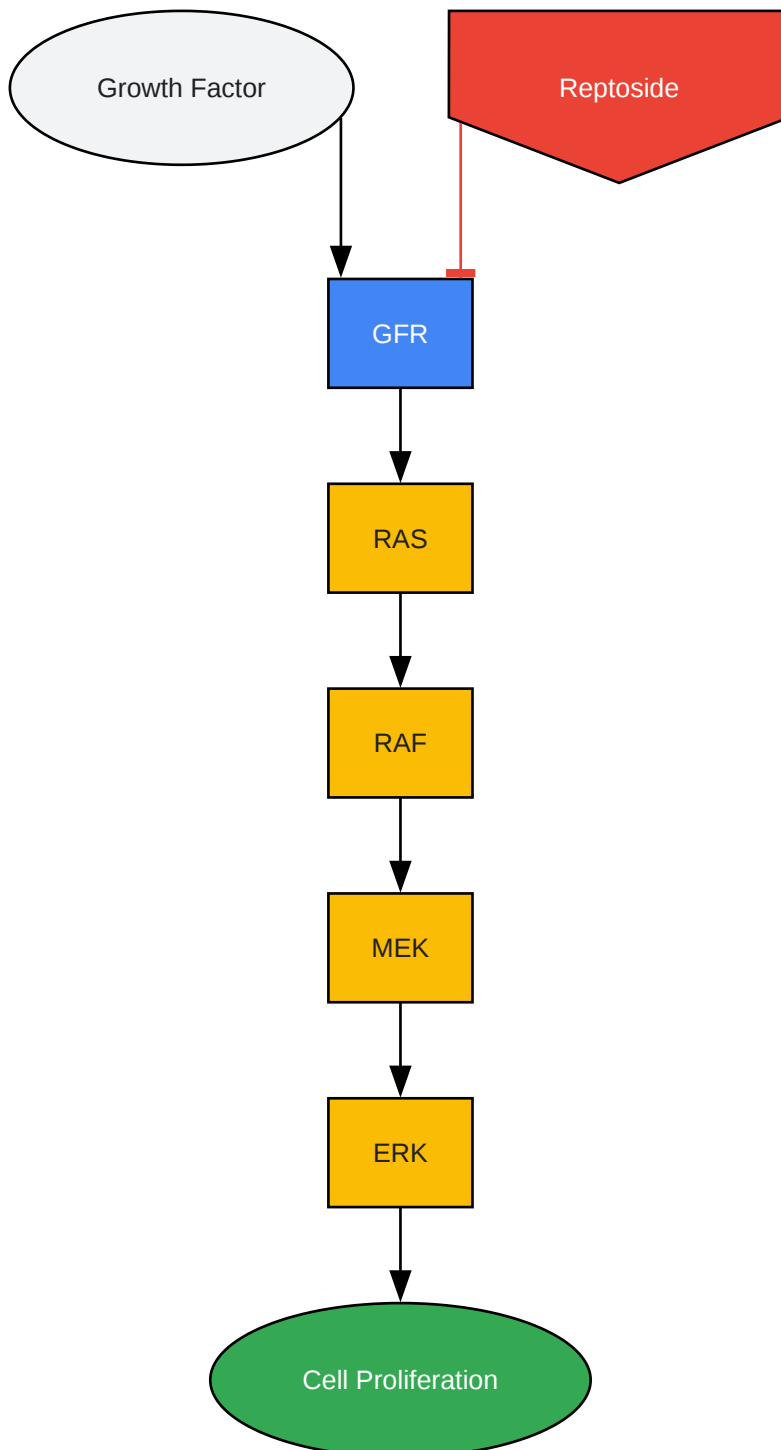 Growth Factor
Reptoside
GFR
RAS
RAF
MEK
ERK
Cell Proliferation